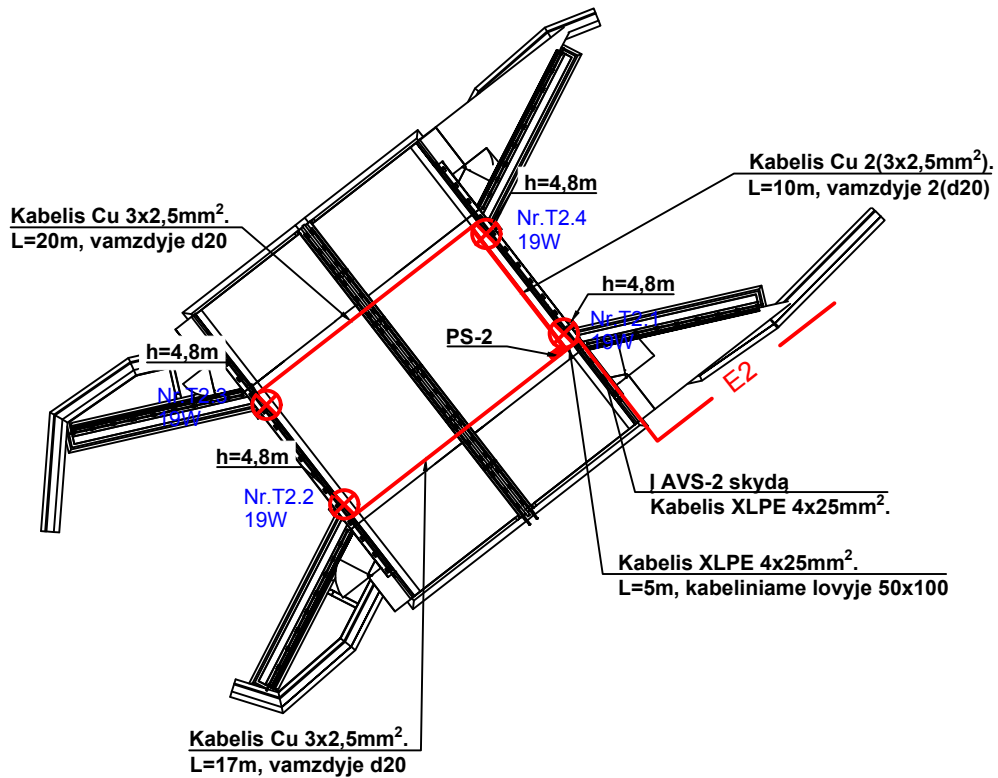 Kabelis Cu 2(3x2,5mm²).
L=10m, vamzdyje 2(d20)
h=4,8m
Kabelis Cu 3x2,5mm².
L=20m, vamzdyje d20
Nr.T2.4
19W
h=4,8m
Nr.T2.1
19W
PS-2
h=4,8m
E2
Nr.T2.3
19W
h=4,8m
Į AVS-2 skydą
Kabelis XLPE 4x25mm².
Nr.T2.2
19W
Kabelis XLPE 4x25mm².
L=5m, kabeliniame lovyje 50x100
Kabelis Cu 3x2,5mm².
L=17m, vamzdyje d20